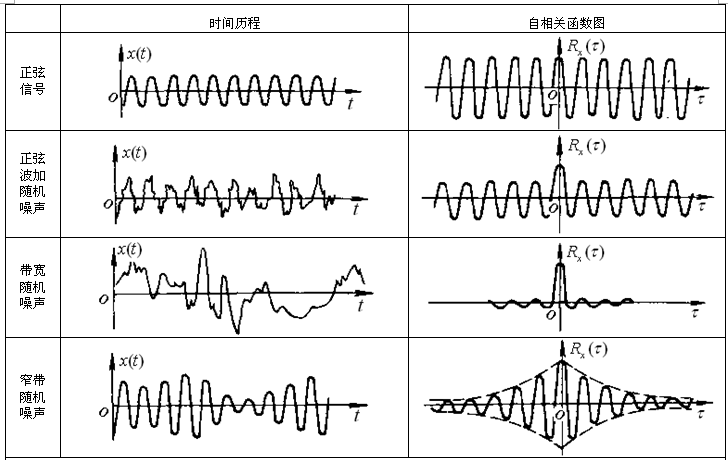 时间历程 自相关函数图
正弦
信号
x(t)
O
t
Rx(τ)
O
τ
正弦
波加
随机
噪声
x(t)
O
t
Rx(τ)
O
τ
带宽
随机
噪声
x(t)
O
t
Rx(τ)
O
τ
窄带
随机
噪声
x(t)
O
t
Rx(τ)
O
τ